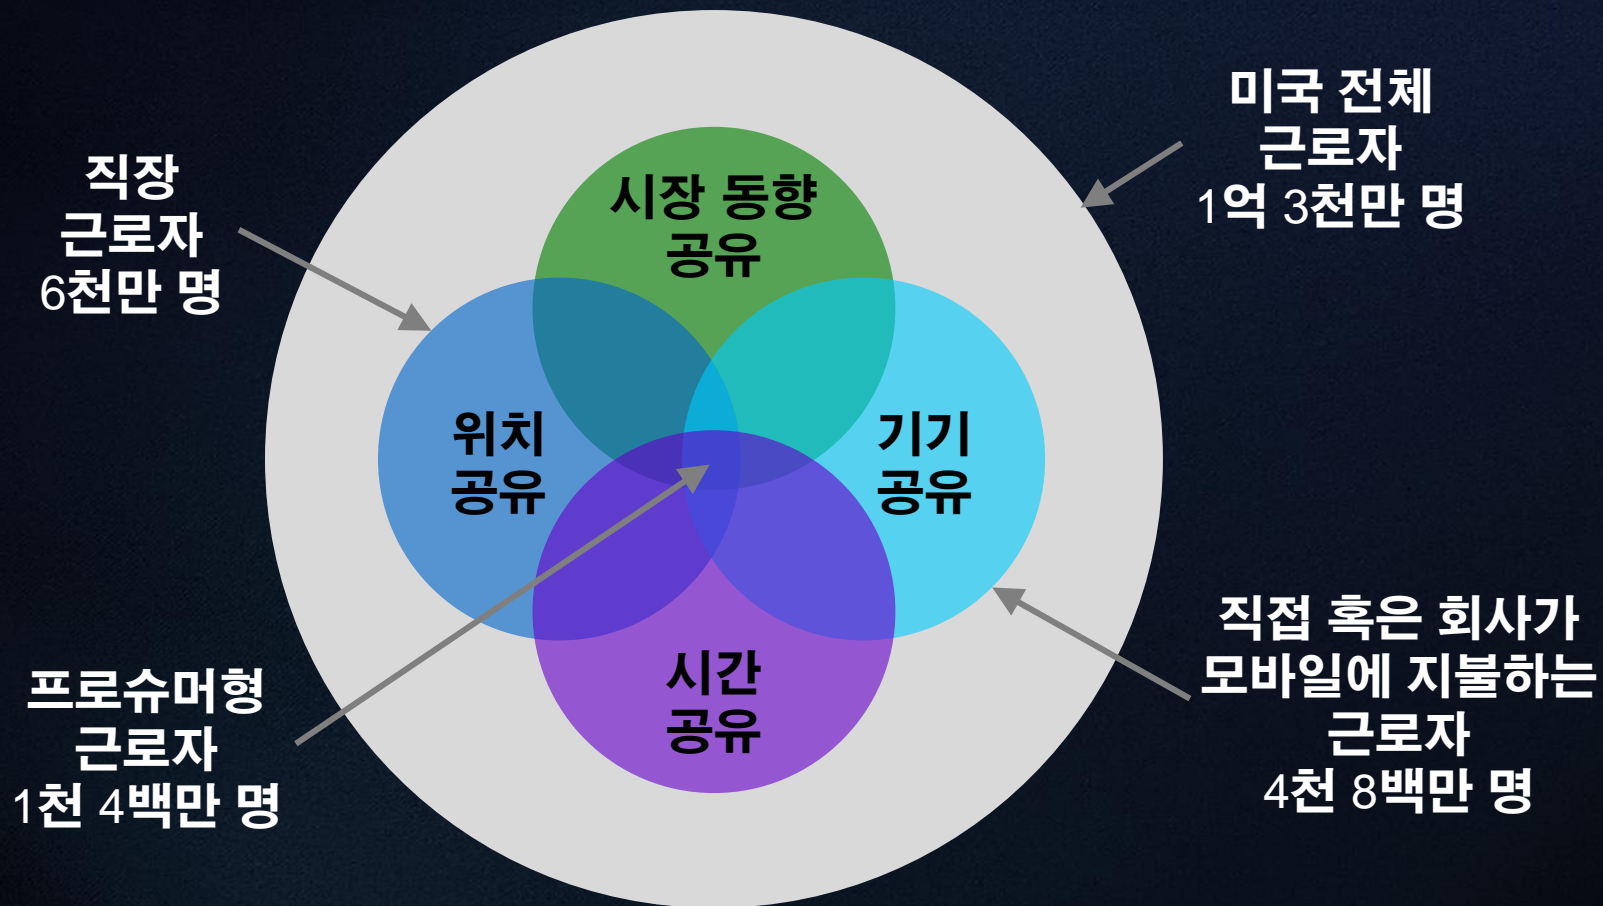 미국 전체
근로자
1억 3천만 명
직장
근로자
6천만 명
시장 동향
공유
위치
공유
기기
공유
시간
공유
프로슈머형
근로자
1천 4백만 명
직접 혹은 회사가
모바일에 지불하는
근로자
4천 8백만 명